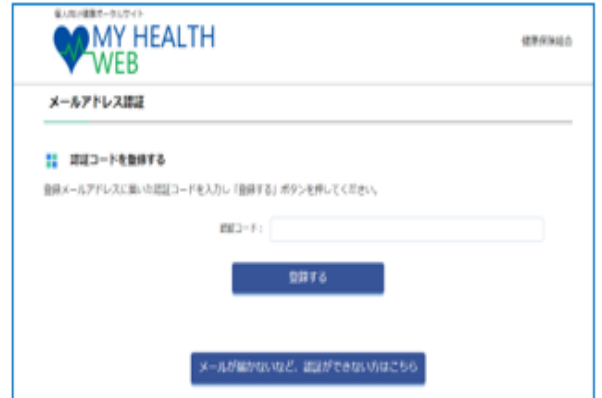 個人向け健康ポータルサイト
MY HEALTH
WEB
健康保険組合
メールアドレス認証
認証コードを登録する
登録メールアドレスに届いた認証コードを入力し「登録する」ボタンを押してください。
認証コード：
登録する
メールが届かないなど、認証ができない方はこちら